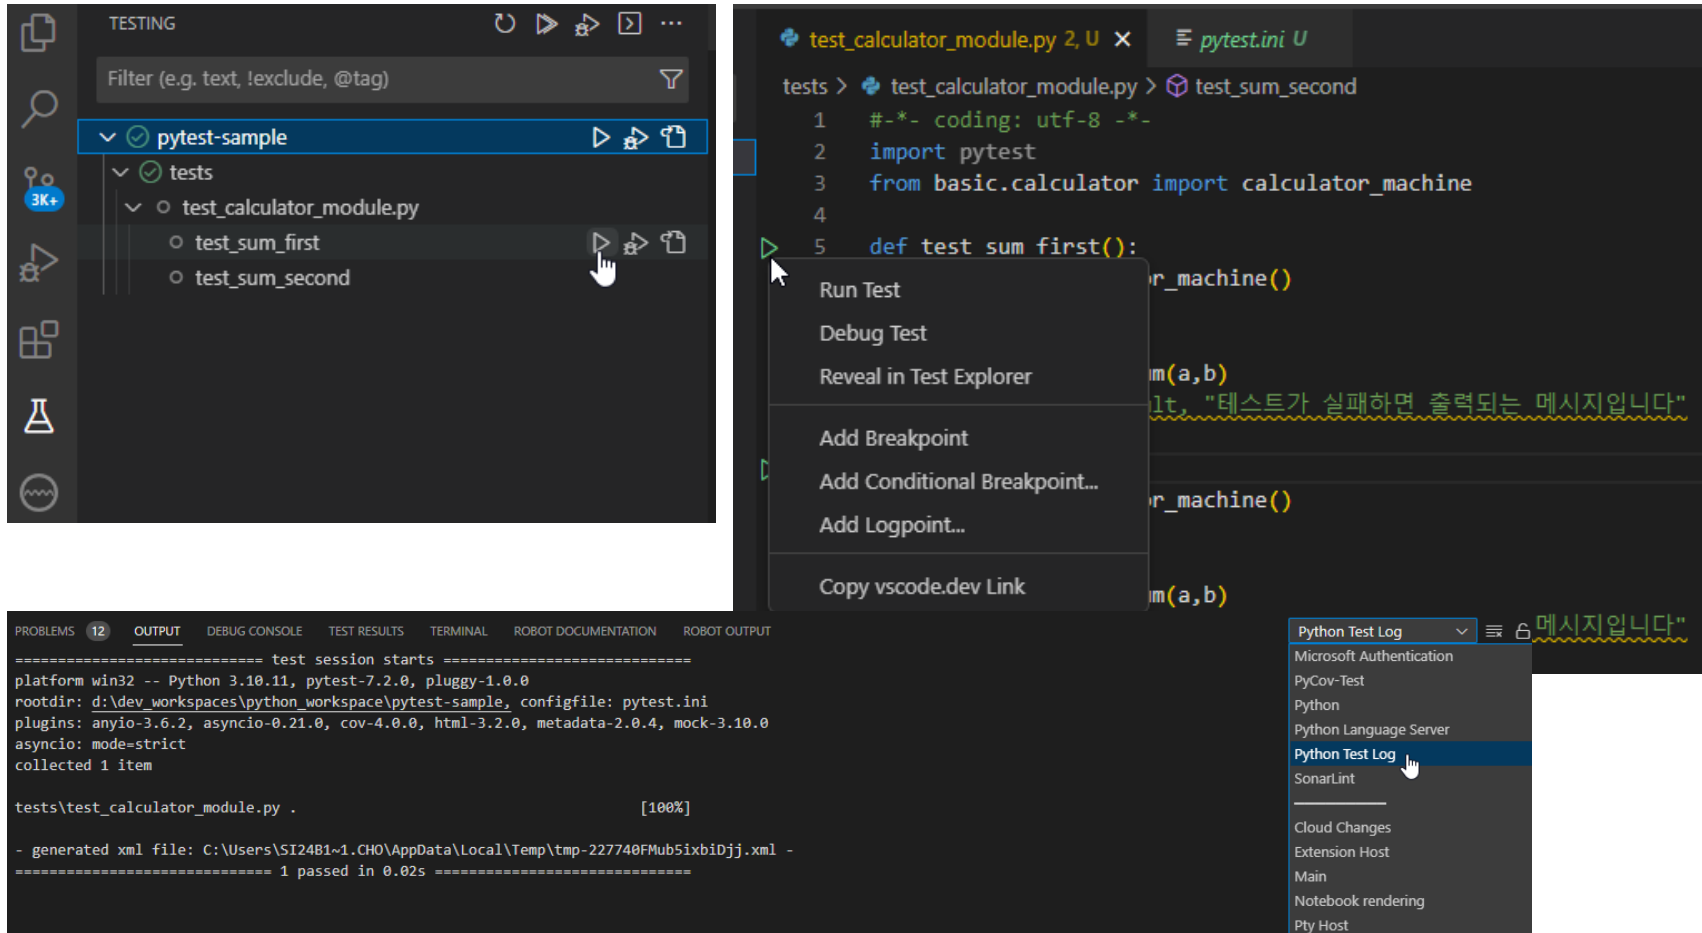 TESTING
Filter (e.g. text, !exclude, @tag)
3K+
pytest-sample
tests
test_calculator_module.py
test_sum_first
test_sum_second
test_calculator_module.py 2, U
pytest.ini U
tests > test_calculator_module.py > test_sum_second
1 #-*- coding: utf-8 -*-
2 import pytest
3 from basic.calculator import calculator_machine
4
5 def test_sum_first():
r_machine()
m(a,b)
lt, "테스트가 실패하면 출력되는 메시지입니다"
r_machine()
m(a,b)
메시지입니다"
Run Test
Debug Test
Reveal in Test Explorer
Add Breakpoint
Add Conditional Breakpoint...
Add Logpoint...
Copy vscode.dev Link
PROBLEMS 12 OUTPUT DEBUG CONSOLE TEST RESULTS TERMINAL ROBOT DOCUMENTATION ROBOT OUTPUT
============================= test session starts =============================
platform win32 -- Python 3.10.11, pytest-7.2.0, pluggy-1.0.0
rootdir: d:\dev_workspaces\python_workspace\pytest-sample, configfile: pytest.ini
plugins: anyio-3.6.2, asyncio-0.21.0, cov-4.0.0, html-3.2.0, metadata-2.0.4, mock-3.10.0
asyncio: mode=strict
collected 1 item
tests\test_calculator_module.py . [100%]
- generated xml file: C:\Users\SI24B1~1.CHO\AppData\Local\Temp\tmp-227740FMub5ixbiDjj.xml -
============================== 1 passed in 0.02s ==============================
Python Test Log
Microsoft Authentication
PyCov-Test
Python
Python Language Server
Python Test Log
SonarLint
Cloud Changes
Extension Host
Main
Notebook rendering
Pty Host